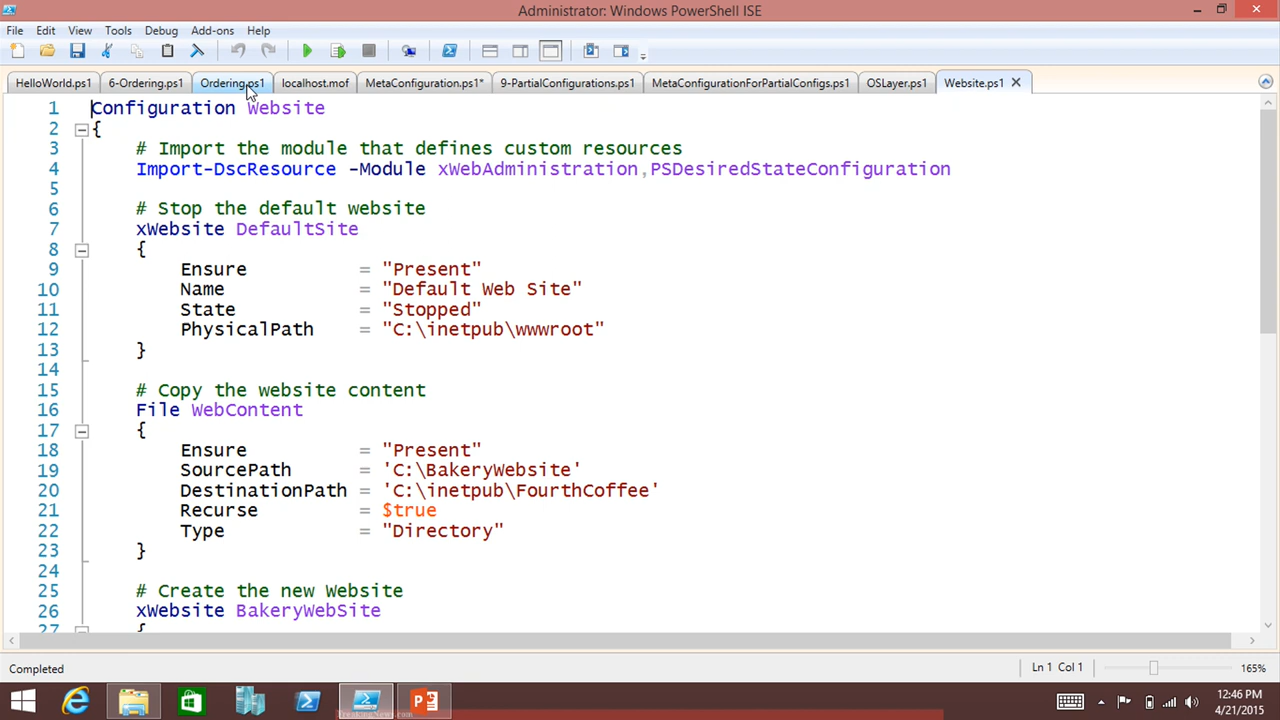 Administrator: Windows PowerShell ISE
File Edit View Tools Debug Add-ons Help
HelloWorld.ps1 6-Ordering.ps1 Ordering.ps1 localhost.mof MetaConfiguration.ps1* 9-PartialConfigurations.ps1 MetaConfigurationForPartialConfigs.ps1 OSLayer.ps1 Website.ps1
1 Configuration Website
2 {
3 # Import the module that defines custom resources
4 Import-DscResource -Module xWebAdministration,PSDesiredStateConfiguration
5
6 # Stop the default website
7 xWebsite DefaultSite
8 {
9 Ensure = "Present"
10 Name = "Default Web Site"
11 State = "Stopped"
12 PhysicalPath = "C:\inetpub\wwwroot"
13 }
14
15 # Copy the website content
16 File WebContent
17 {
18 Ensure = "Present"
19 SourcePath = 'C:\BakeryWebsite'
20 DestinationPath = 'C:\inetpub\FourthCoffee'
21 Recurse = $true
22 Type = "Directory"
23 }
24
25 # Create the new Website
26 xWebsite BakeryWebSite
27 {
Completed Ln 1 Col 1 165%
12:46 PM
4/21/2015